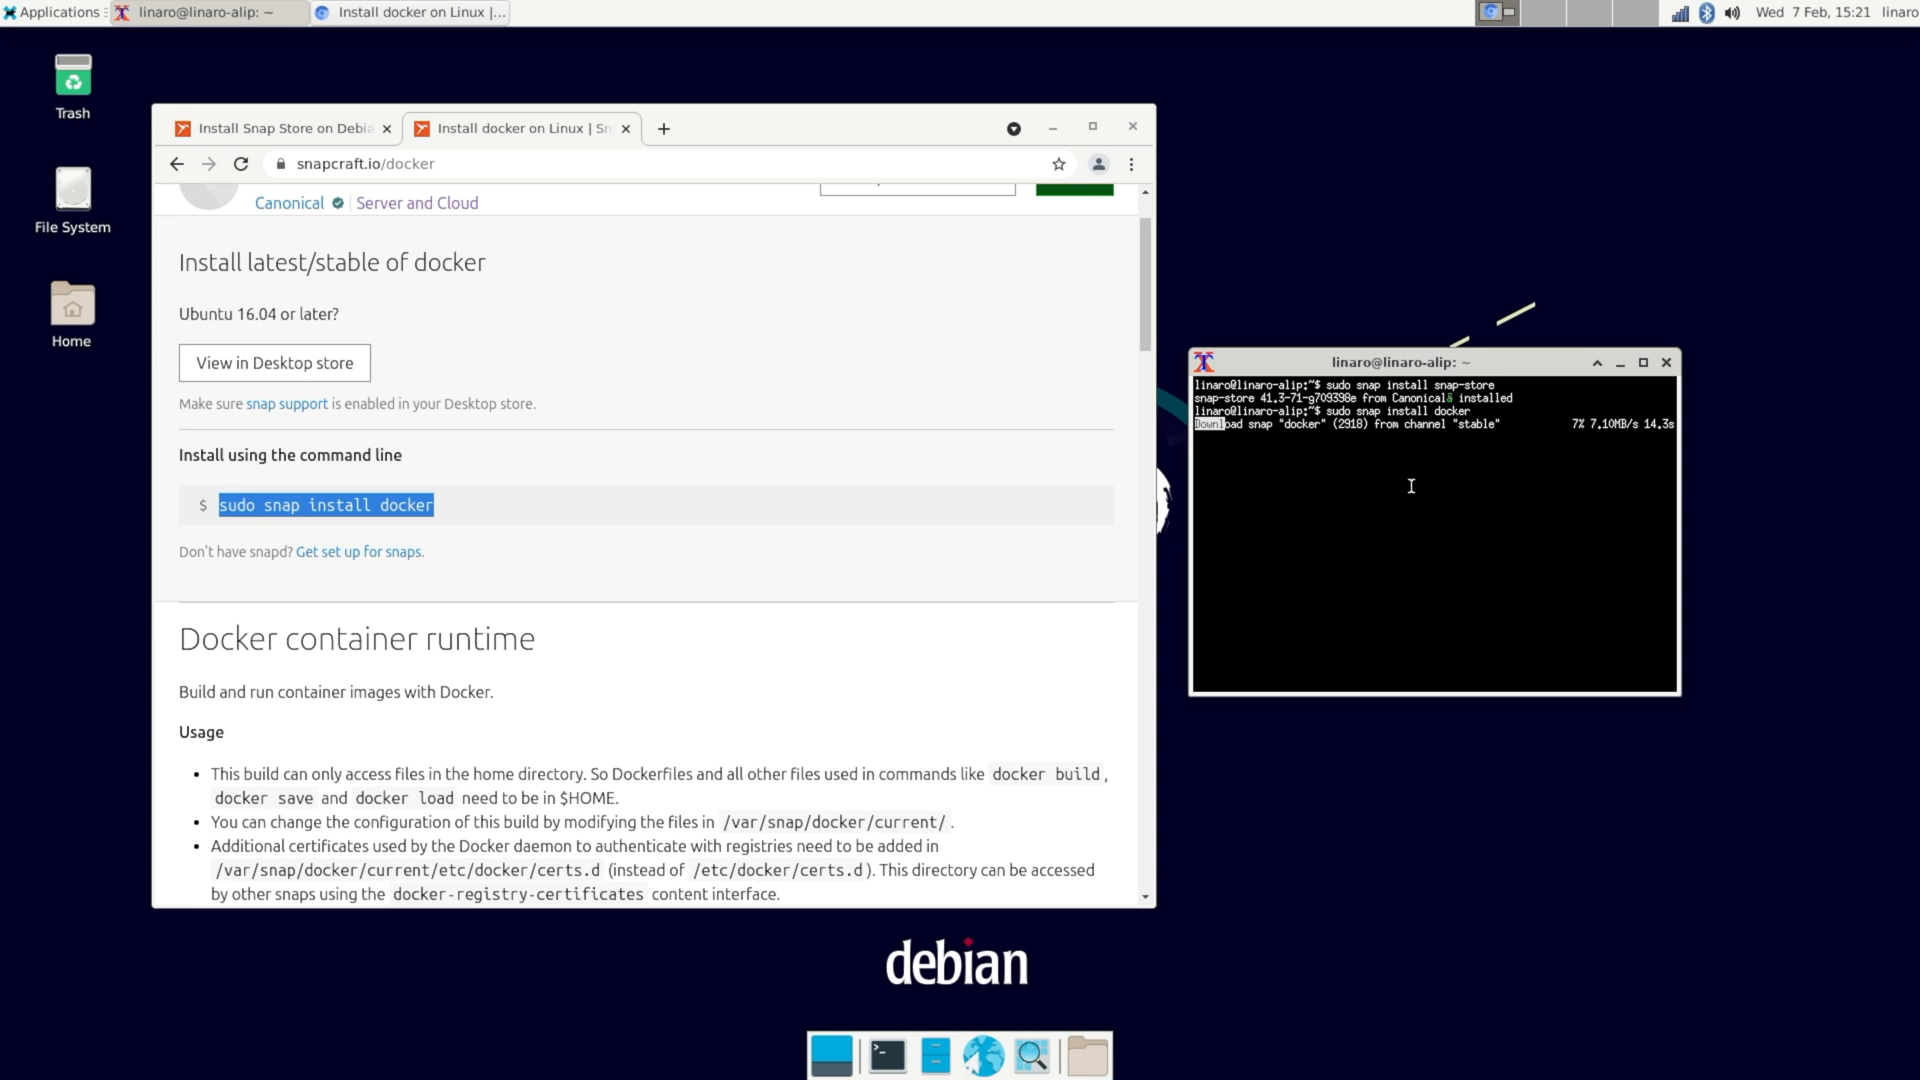 Applications
linaro@linaro-alip: ~
Install docker on Linux |...
Wed 7 Feb, 15:21 linaro
Trash
File System
Home
Install Snap Store on Debia
Install docker on Linux | Sn
snapcraft.io/docker
Canonical | Server and Cloud
Install latest/stable of docker
Ubuntu 16.04 or later?
View in Desktop store
Make sure snap support is enabled in your Desktop store.
Install using the command line
$ sudo snap install docker
Don't have snapd? Get set up for snaps.
Docker container runtime
Build and run container images with Docker.
Usage
• This build can only access files in the home directory. So Dockerfiles and all other files used in commands like docker build,
docker save and docker load need to be in $HOME.
• You can change the configuration of this build by modifying the files in /var/snap/docker/current/.
• Additional certificates used by the Docker daemon to authenticate with registries need to be added in
/var/snap/docker/current/etc/docker/certs.d (instead of /etc/docker/certs.d). This directory can be accessed
by other snaps using the docker-registry-certificates content interface.
linaro@linaro-alip: ~
linaro@linaro-alip:~$ sudo snap install snap-store
snap-store 41.3-71-g709398e from Canonicalâ installed
linaro@linaro-alip:~$ sudo snap install docker
Download snap "docker" (2918) from channel "stable" 7% 7.10MB/s 14.3s
debian